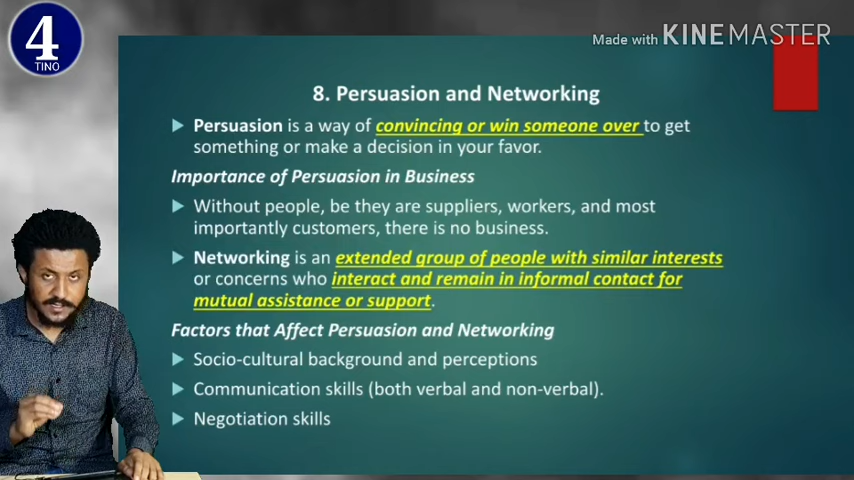 4
TINO
Made with KINEMASTER
8. Persuasion and Networking
Persuasion is a way of convincing or win someone over to get
something or make a decision in your favor.
Importance of Persuasion in Business
Without people, be they are suppliers, workers, and most
importantly customers, there is no business.
Networking is an extended group of people with similar interests
or concerns who interact and remain in informal contact for
mutual assistance or support.
Factors that Affect Persuasion and Networking
Socio-cultural background and perceptions
Communication skills (both verbal and non-verbal).
Negotiation skills